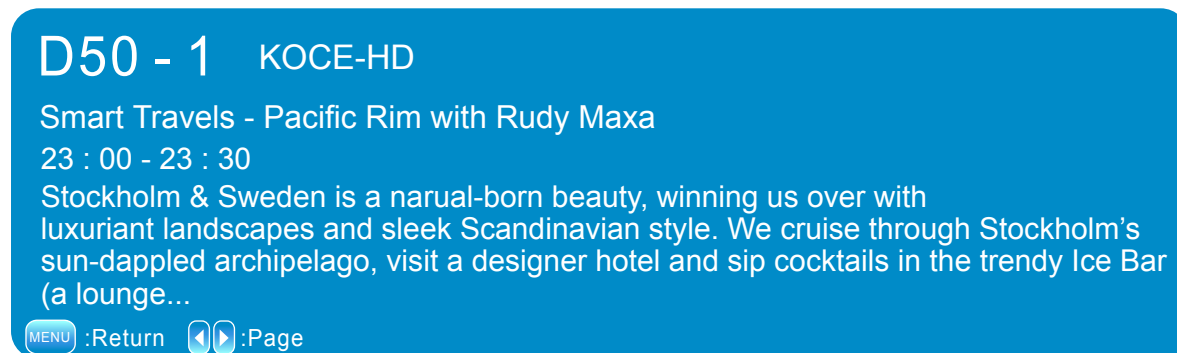 D50 - 1 KOCE-HD
Smart Travels - Pacific Rim with Rudy Maxa
23 : 00 - 23 : 30
Stockholm & Sweden is a narual-born beauty, winning us over with
luxuriant landscapes and sleek Scandinavian style. We cruise through Stockholm’s
sun-dappled archipelago, visit a designer hotel and sip cocktails in the trendy Ice Bar
(a lounge...
MENU :Return :Page